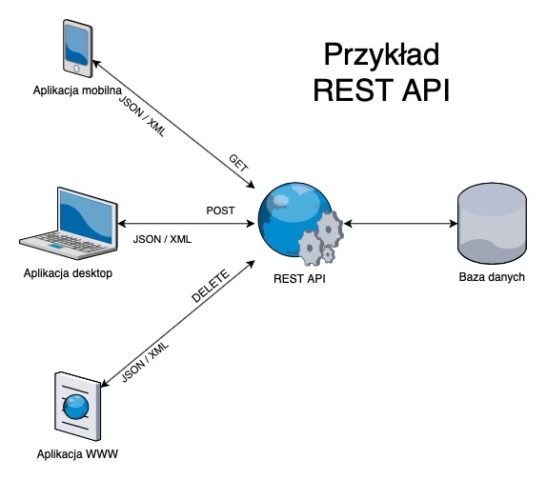 Przykład
REST API
Aplikacja mobilna
JSON / XML
GET
POST
JSON / XML
Aplikacja desktop
REST API
Baza danych
DELETE
JSON / XML
Aplikacja WWW